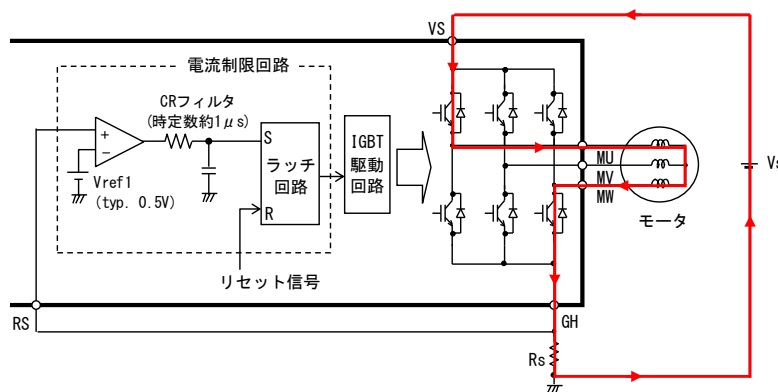 VS
電流制限回路
CRフィルタ
(時定数約1μs)
+
−
S
ラッチ
回路
R
IGBT
駆動
回路
Vref1
(typ. 0.5V)
リセット信号
MU
MV
MW
モータ
Vs
RS
GH
Rs